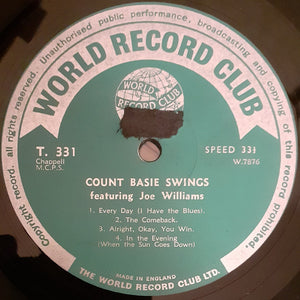 Unauthorised public performance, broadcasting and copying of
WORLD RECORD CLUB
WORLD
RECORD CLUB
T. 331
Chappell
M.C.P.S.
SPEED 33⅓
W.7876
COUNT BASIE SWINGS
featuring Joe Williams
1. Every Day (I Have the Blues).
2. The Comeback.
3. Alright, Okay, You Win.
4. In the Evening
(When the Sun Goes Down)
MADE IN ENGLAND
THE WORLD RECORD CLUB LTD.
this record prohibited.
Copyright record. all rights reserved.